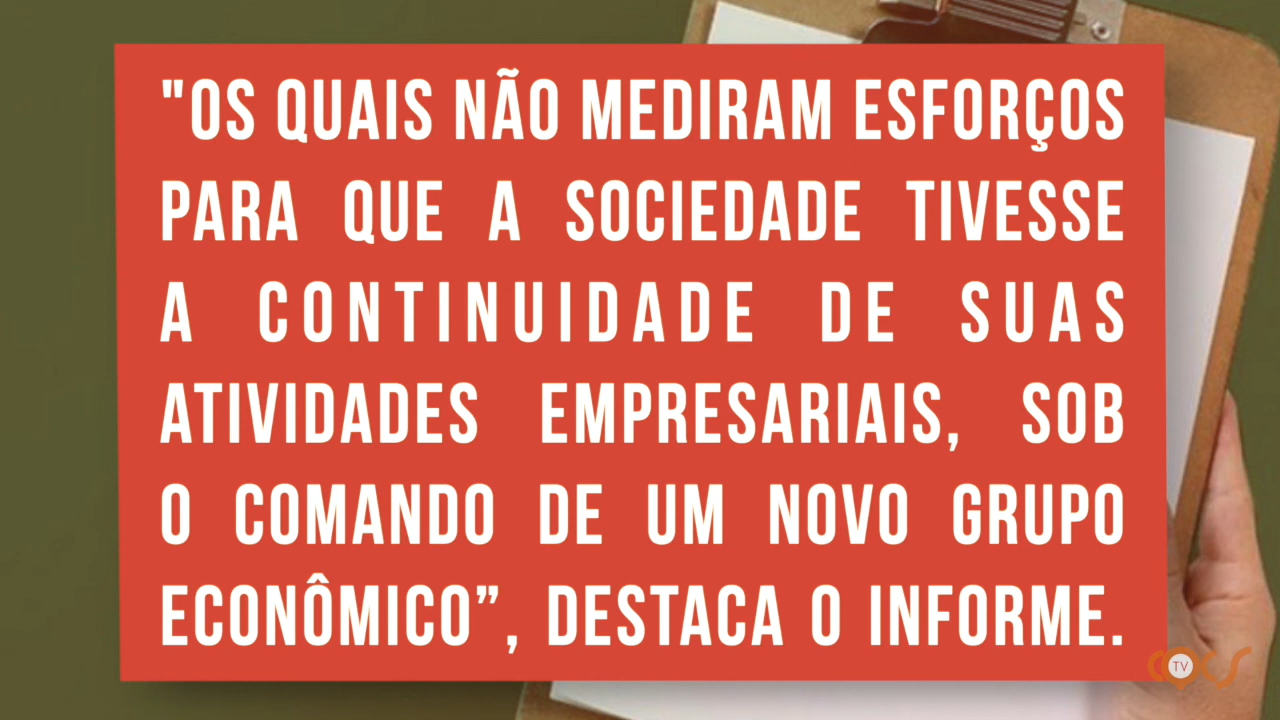 "OS QUAIS NÃO MEDIRAM ESFORÇOS
PARA QUE A SOCIEDADE TIVESSE
A CONTINUIDADE DE SUAS
ATIVIDADES EMPRESARIAIS, SOB
O COMANDO DE UM NOVO GRUPO
ECONÔMICO”, DESTACA O INFORME.
TV